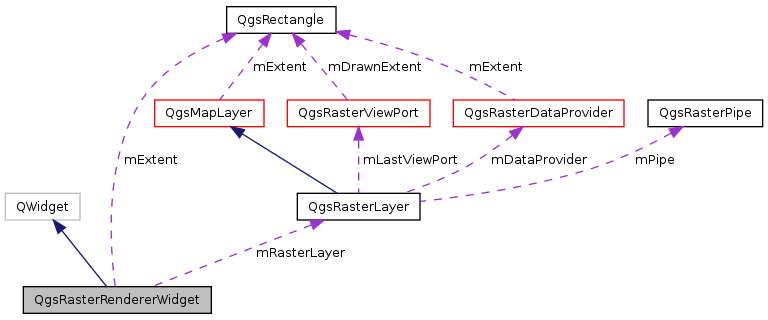 QgsRectangle
mExtent
mDrawnExtent
mExtent
QgsMapLayer
QgsRasterViewPort
QgsRasterDataProvider
QgsRasterPipe
mExtent
mLastViewPort
mDataProvider
mPipe
QWidget
QgsRasterLayer
mRasterLayer
QgsRasterRendererWidget